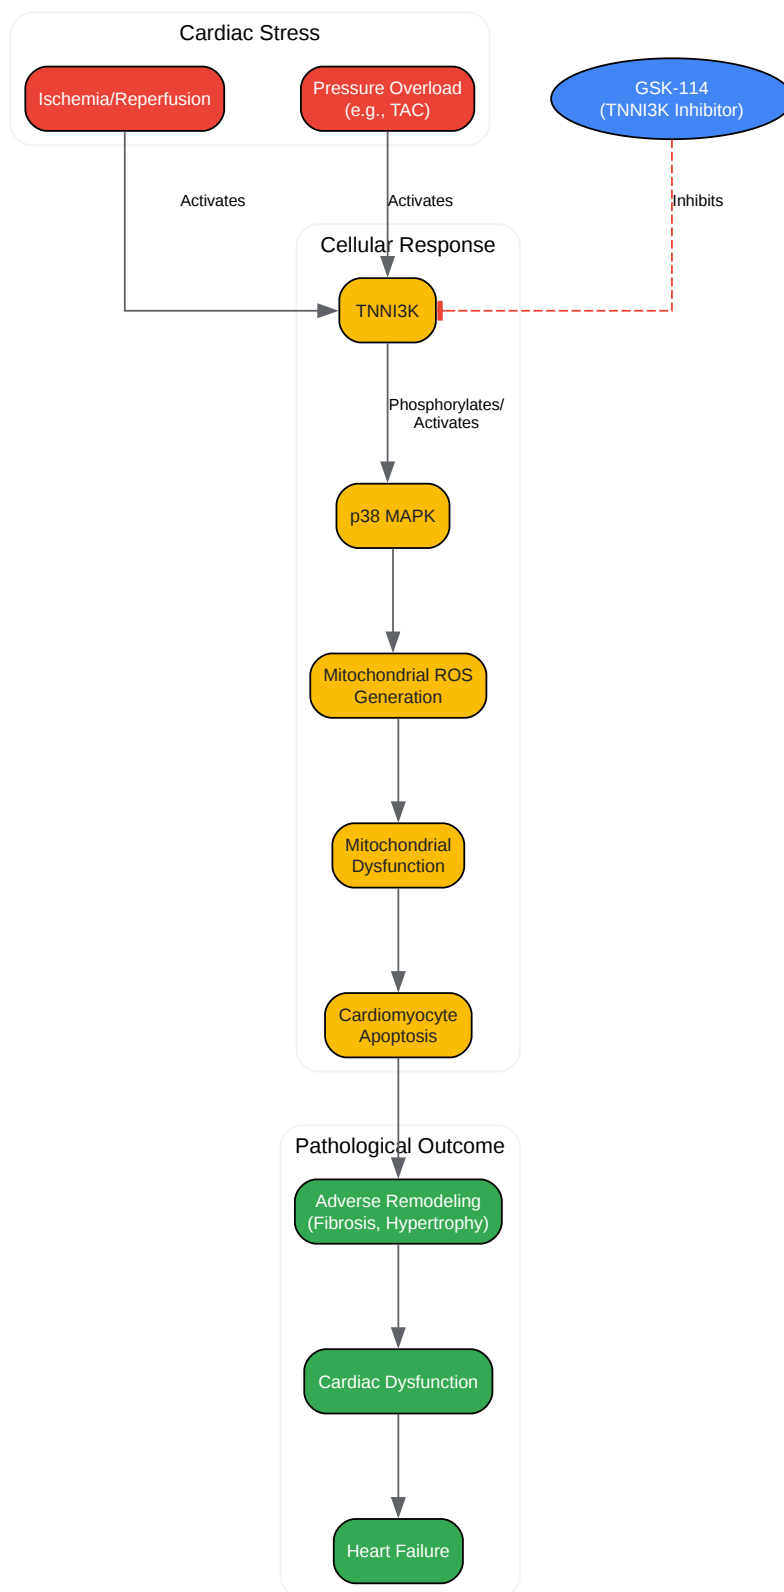 Cardiac Stress
Ischemia/Reperfusion
Pressure Overload
(e.g., TAC)
GSK-114
(TNNI3K Inhibitor)
Activates
Activates
Inhibits
Cellular Response
TNNI3K
Phosphorylates/
Activates
p38 MAPK
Mitochondrial ROS
Generation
Mitochondrial
Dysfunction
Cardiomyocyte
Apoptosis
Pathological Outcome
Adverse Remodeling
(Fibrosis, Hypertrophy)
Cardiac Dysfunction
Heart Failure